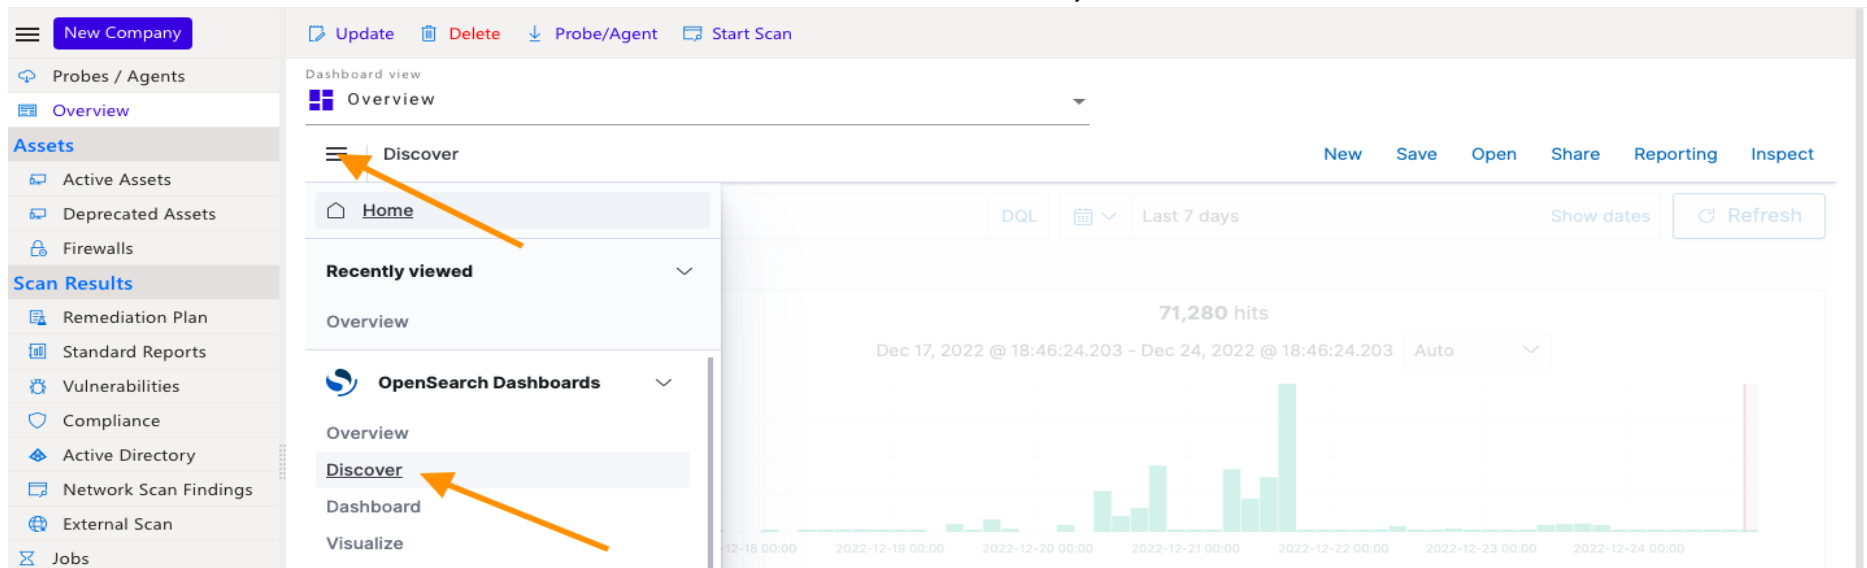 New Company
Update Delete Probe/Agent Start Scan
Probes / Agents
Overview
Assets
Active Assets
Deprecated Assets
Firewalls
Scan Results
Remediation Plan
Standard Reports
Vulnerabilities
Compliance
Active Directory
Network Scan Findings
External Scan
Jobs
Dashboard view
Overview
Discover
New Save Open Share Reporting Inspect
Home
Recently viewed
Overview
OpenSearch Dashboards
Overview
Discover
Dashboard
Visualize
DQL Last 7 days Show dates Refresh
71,280 hits
Dec 17, 2022 @ 18:46:24.203 - Dec 24, 2022 @ 18:46:24.203 Auto
-12-18 00:00 2022-12-19 00:00 2022-12-20 00:00 2022-12-21 00:00 2022-12-22 00:00 2022-12-23 00:00 2022-12-24 00:00